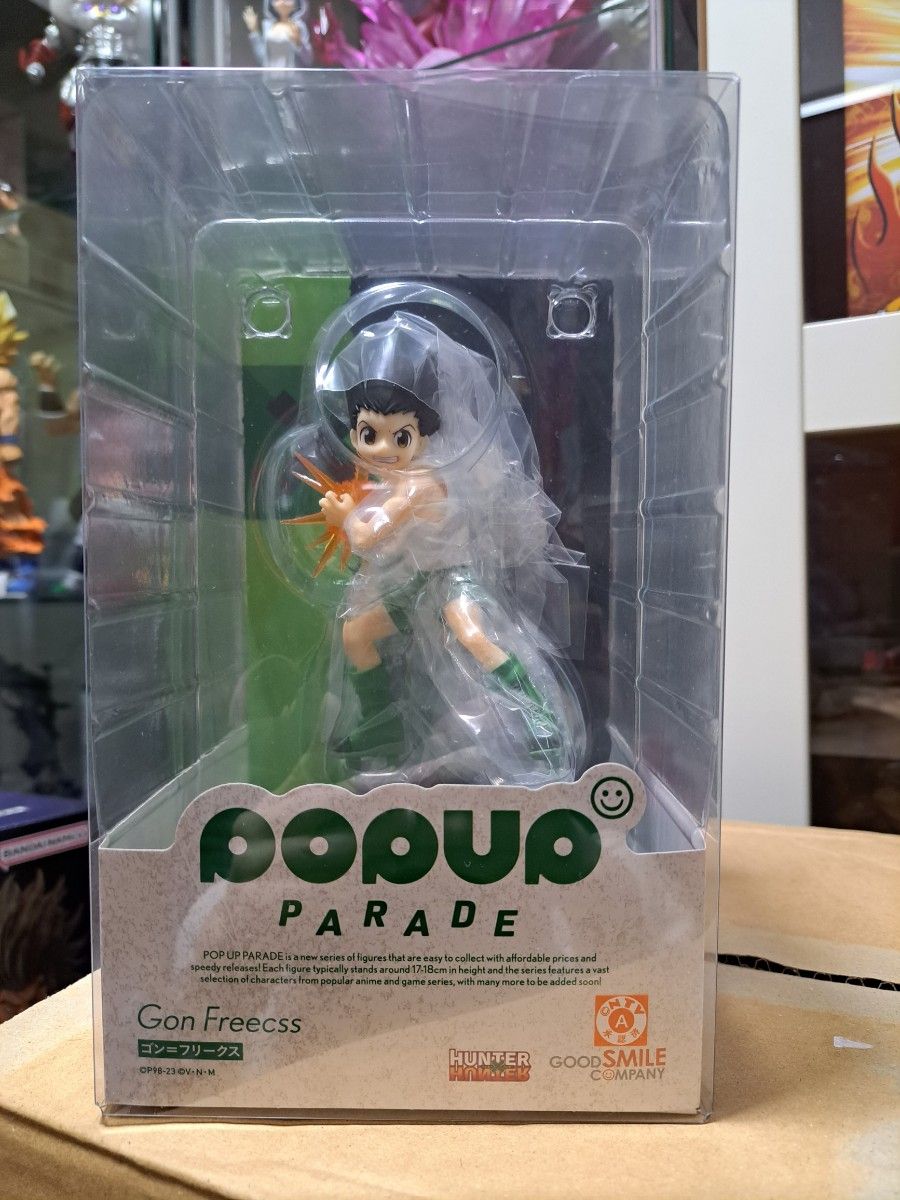 POPUP
PARADE
POP UP PARADE is a new series of figures that are easy to collect with affordable prices and
speedy releases! Each figure typically stands around 17-18cm in height and the series features a vast
selection of characters from popular anime and game series, with many more to be added soon!
Gon Freecss
ゴン=フリークス
©P98-23 ©V・N・M
HUNTER
HUNTER
©NTV
A
GOOD SMILE
COMPANY